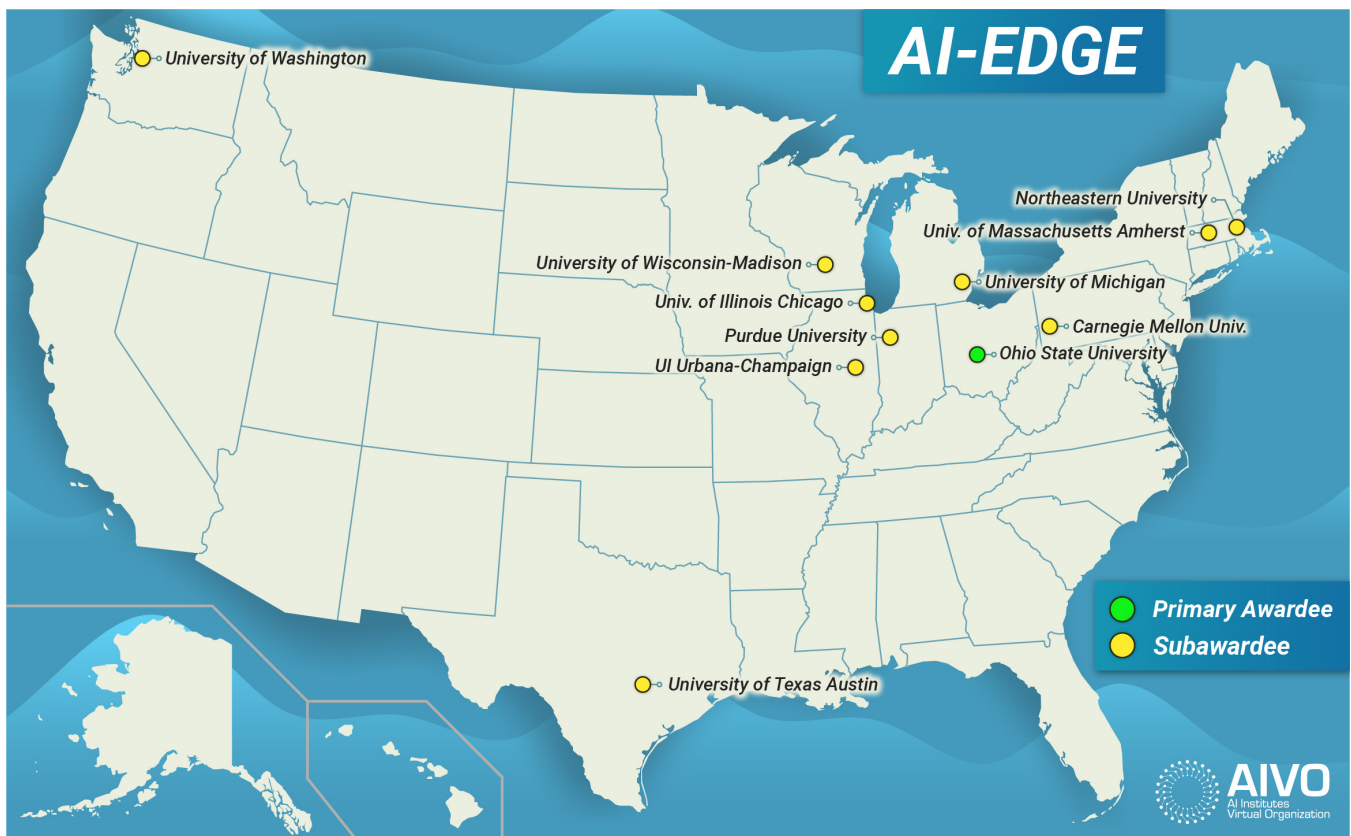 AI-EDGE
University of Washington
Northeastern University
Univ. of Massachusetts Amherst
University of Wisconsin-Madison
University of Michigan
Univ. of Illinois Chicago
Carnegie Mellon Univ.
Purdue University
Ohio State University
UI Urbana-Champaign
Primary Awardee
Subawardee
University of Texas Austin
AIVO
AI Institutes
Virtual Organization